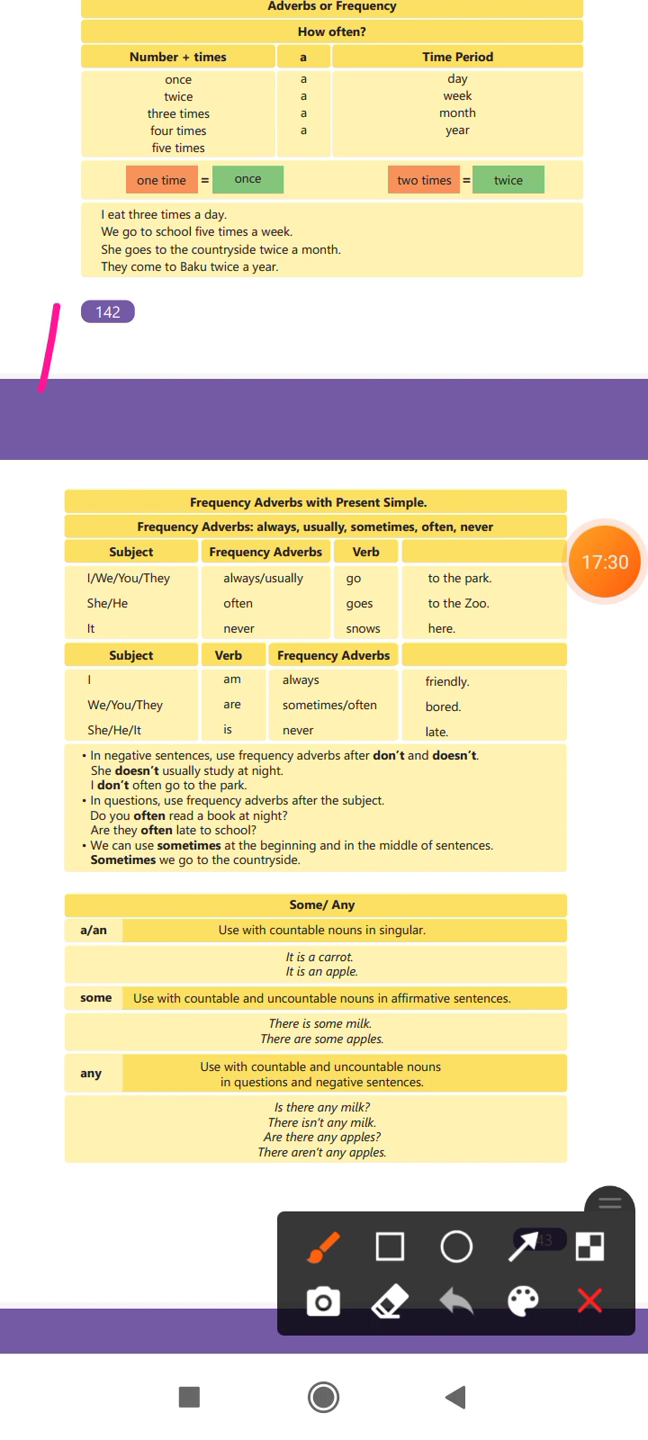 Adverbs or Frequency
How often?
Number + times a Time Period
once a day
twice a week
three times a month
four times a year
five times
one time = once two times = twice
I eat three times a day.
We go to school five times a week.
She goes to the countryside twice a month.
They come to Baku twice a year.
142
Frequency Adverbs with Present Simple.
Frequency Adverbs: always, usually, sometimes, often, never
Subject Frequency Adverbs Verb
I/We/You/They always/usually go to the park.
She/He often goes to the Zoo.
It never snows here.
17:30
Subject Verb Frequency Adverbs
I am always friendly.
We/You/They are sometimes/often bored.
She/He/It is never late.
• In negative sentences, use frequency adverbs after don't and doesn't.
She doesn't usually study at night.
I don't often go to the park.
• In questions, use frequency adverbs after the subject.
Do you often read a book at night?
Are they often late to school?
• We can use sometimes at the beginning and in the middle of sentences.
Sometimes we go to the countryside.
Some/ Any
a/an Use with countable nouns in singular.
It is a carrot.
It is an apple.
some Use with countable and uncountable nouns in affirmative sentences.
There is some milk.
There are some apples.
any Use with countable and uncountable nouns
in questions and negative sentences.
Is there any milk?
There isn't any milk.
Are there any apples?
There aren't any apples.